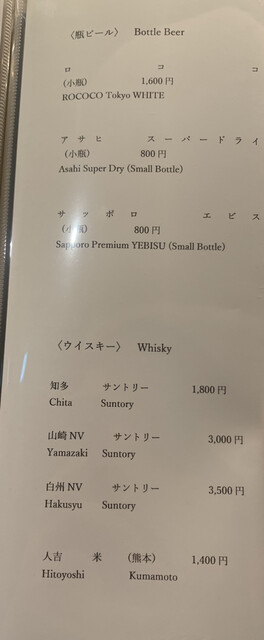 〈瓶ビール〉 Bottle Beer
ロココ
(小瓶) 1,600円
ROCOCO Tokyo WHITE
アサヒ スーパードライ
(小瓶) 800円
Asahi Super Dry (Small Bottle)
サッポロ エビス
(小瓶) 800円
Sapporo Premium YEBISU (Small Bottle)
〈ウイスキー〉 Whisky
知多 サントリー 1,800円
Chita Suntory
山崎NV サントリー 3,000円
Yamazaki Suntory
白州NV サントリー 3,500円
Hakusyu Suntory
人吉 米 (熊本) 1,400円
Hitoyoshi Kumamoto